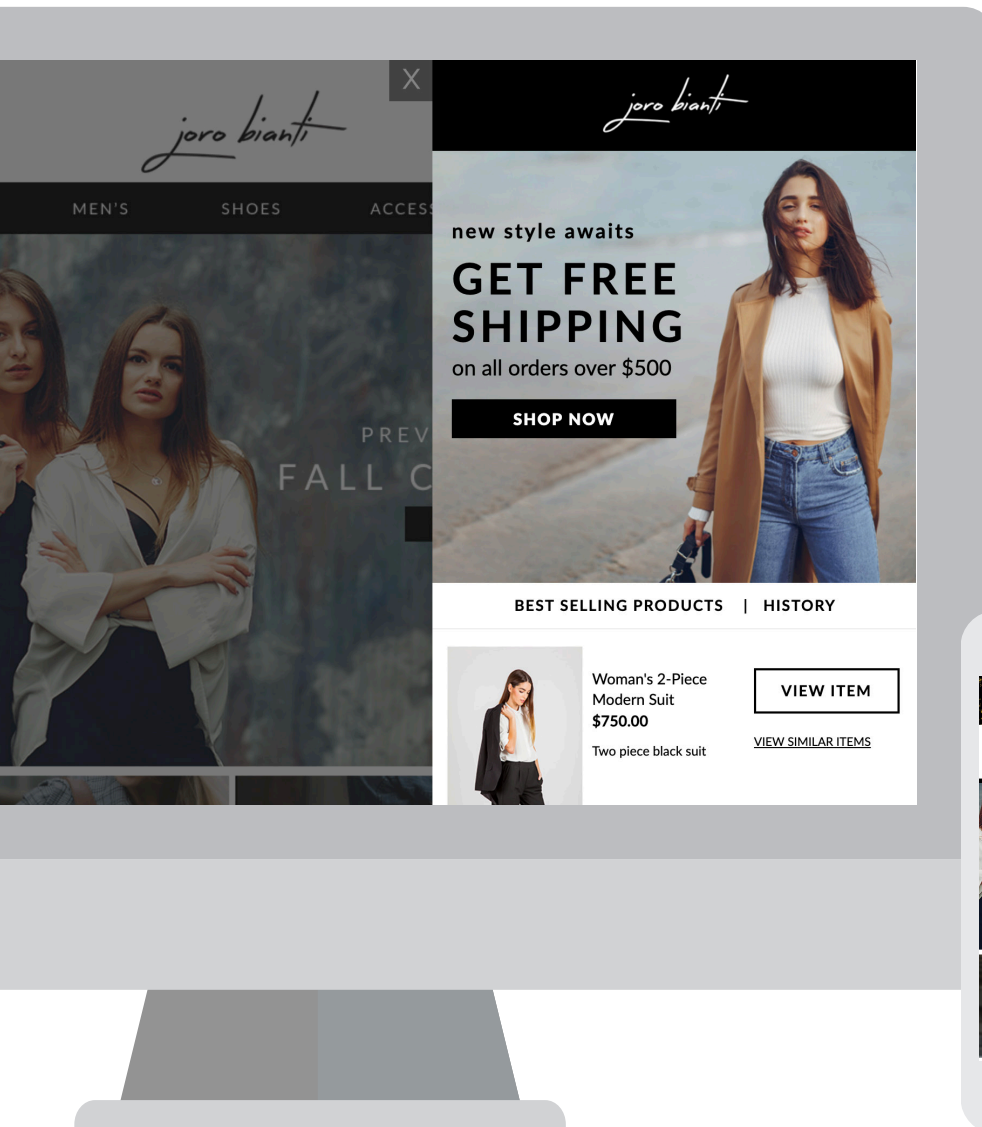 X
joro bianti
MEN'S SHOES ACCESS
PREV
FALL C
joro bianti
new style awaits
GET FREE
SHIPPING
on all orders over $500
SHOP NOW
BEST SELLING PRODUCTS | HISTORY
Woman's 2-Piece
Modern Suit
$750.00
Two piece black suit
VIEW ITEM
VIEW SIMILAR ITEMS